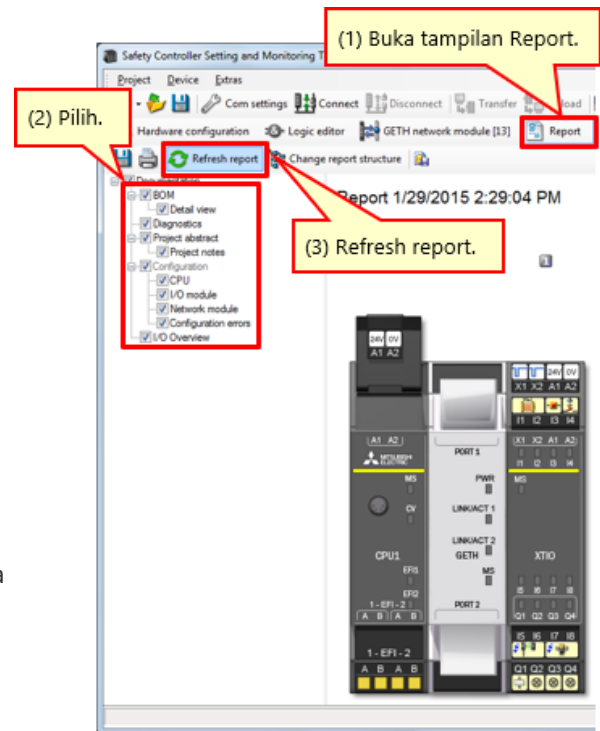 (1) Buka tampilan Report.
Safety Controller Setting and Monitoring T
Project Device Extras
(2) Pilih.
Com settings Connect Disconnect Transfer
Hardware configuration Logic editor GETH network module [13] Report
Refresh report Change report structure
BOM
Detail view
Diagnostics
Project abstract
Project notes
Configuration
CPU
I/O module
Network module
Configuration errors
I/O Overview
Report 1/29/2015 2:29:04 PM
(3) Refresh report.
24V 0V
A1 A2
24V 0V
X1 X2 A1 A2
I1 I2 I3 I4
A1 A2
PORT 1
X1 X2 A1 A2
I1 I2 I3 I4
MITSUBISHI ELECTRIC
MS
PWR
MS
CV
LINK/ACT 1
LINK/ACT 2
CPU1
GETH
XTIO
EFI1
MS
EFI2
I5 I6 I7 I8
1 - EFI - 2
PORT 2
A B A B
Q1 Q2 Q3 Q4
I5 I6 I7 I8
1 - EFI - 2
A B A B
Q1 Q2 Q3 Q4
a